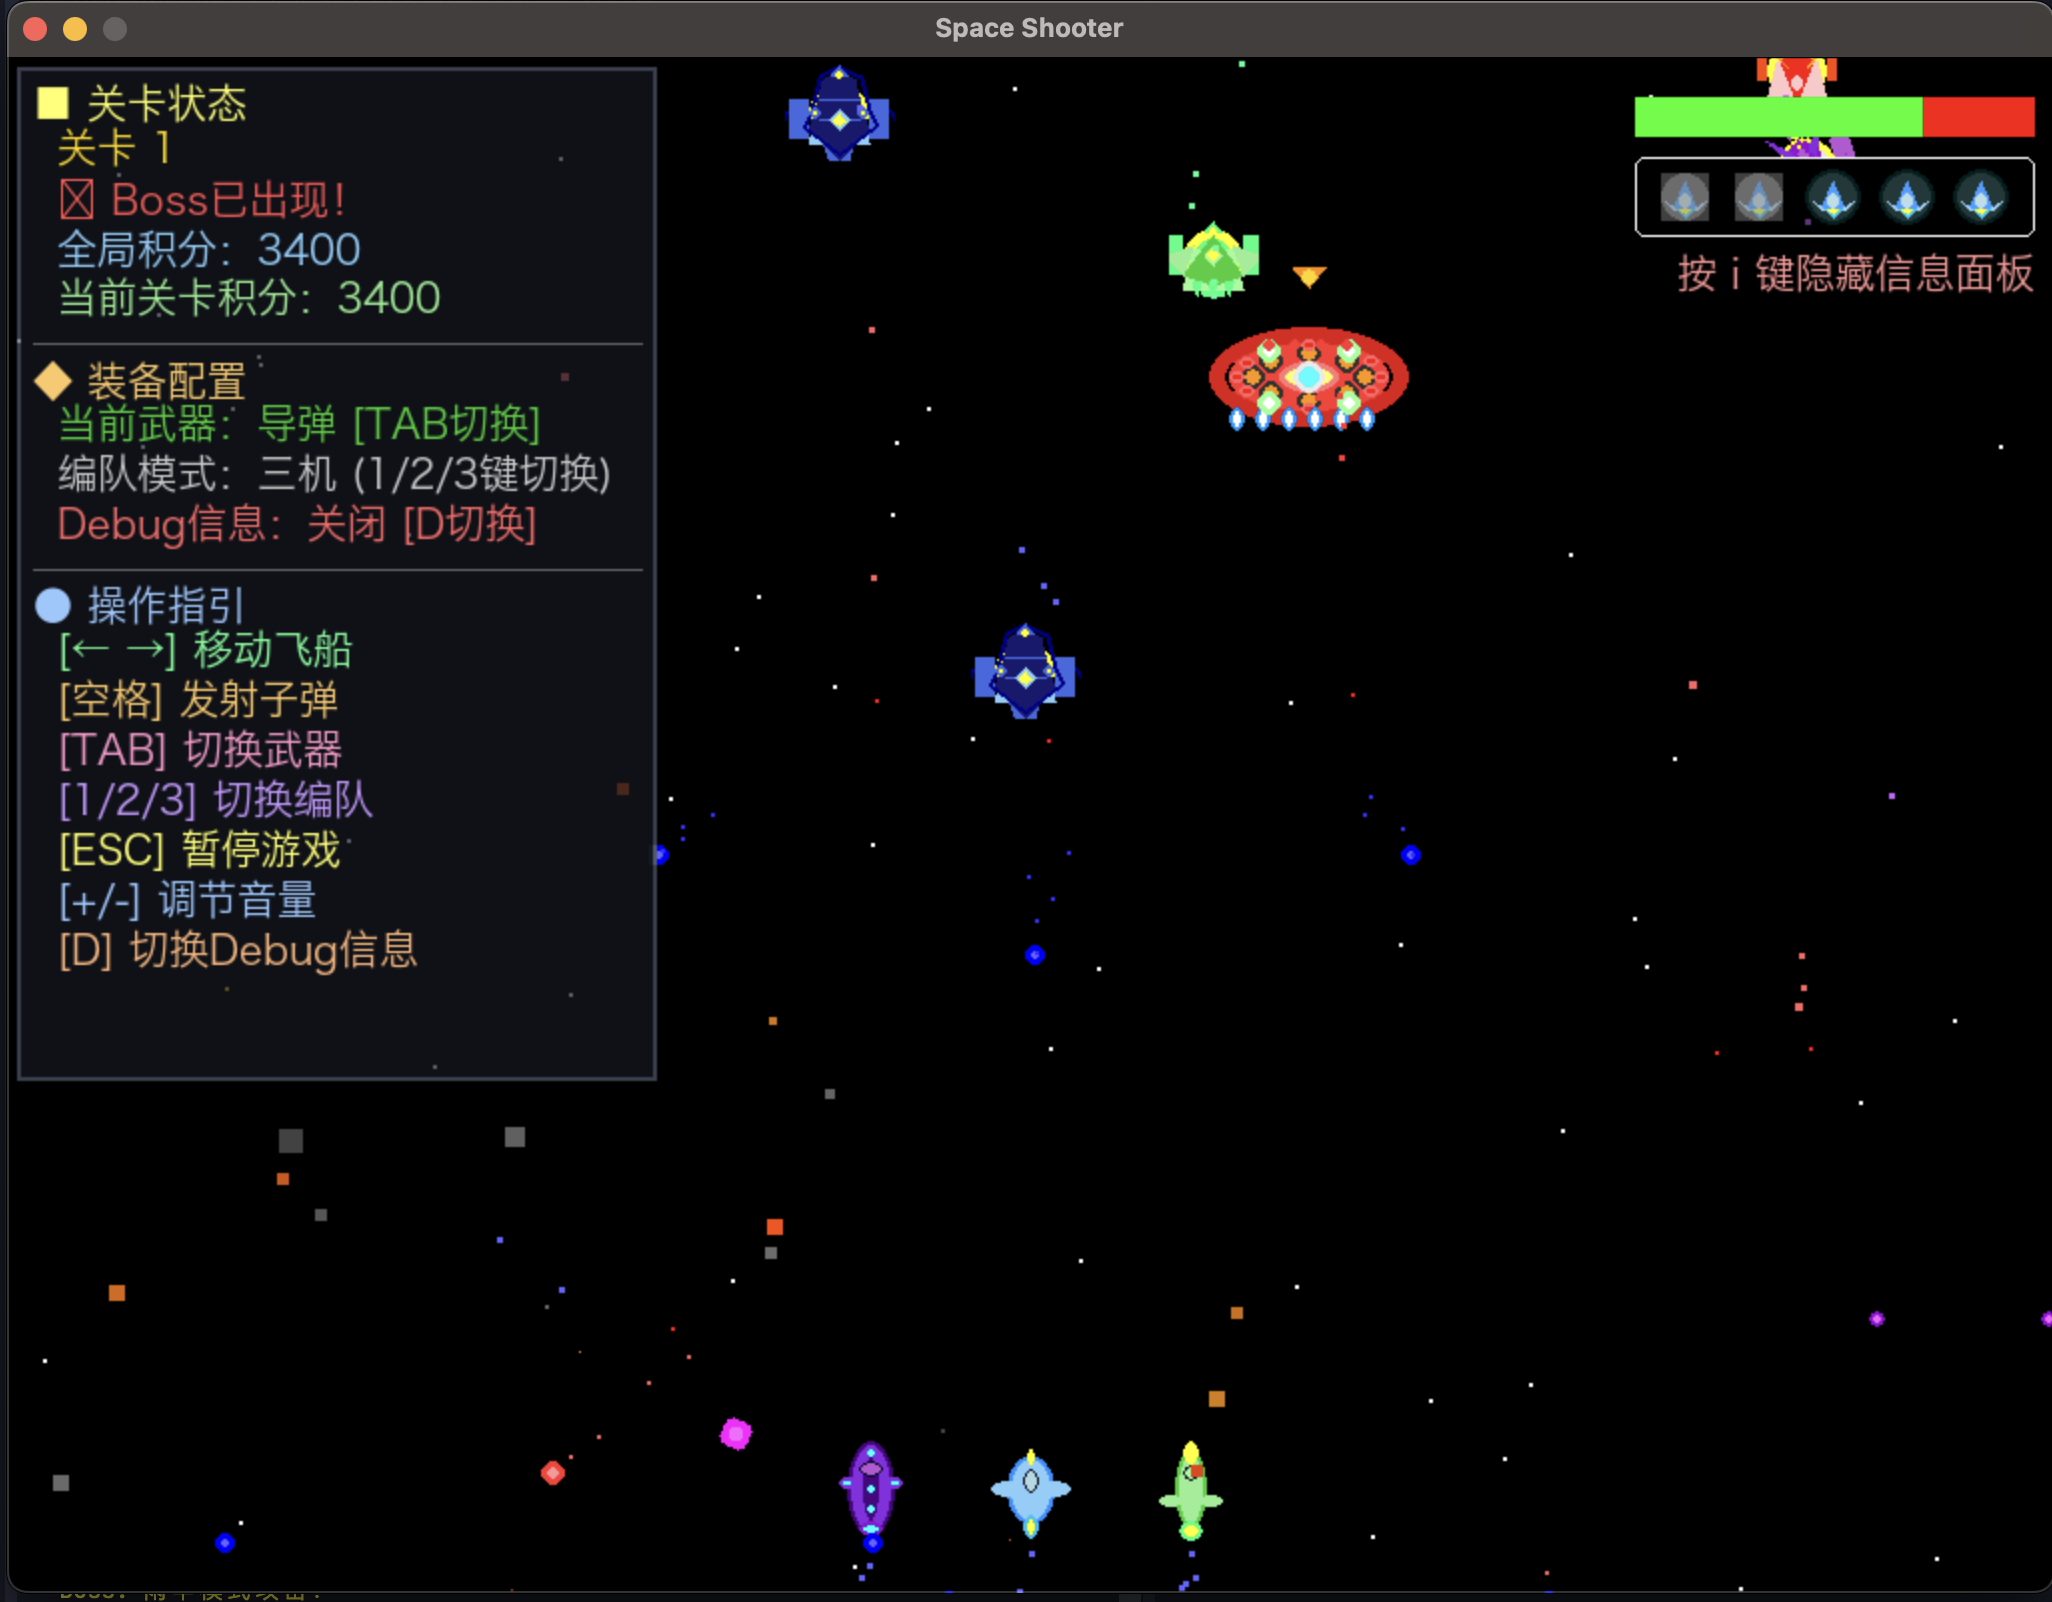 Space Shooter
关卡状态
关卡 1
Boss已出现!
全局积分: 3400
当前关卡积分: 3400
装备配置
当前武器: 导弹 [TAB切换]
编队模式: 三机 (1/2/3键切换)
Debug信息: 关闭 [D切换]
操作指引
[← →] 移动飞船
[空格] 发射子弹
[TAB] 切换武器
[1/2/3] 切换编队
[ESC] 暂停游戏
[+/-] 调节音量
[D] 切换Debug信息
按 i 键隐藏信息面板